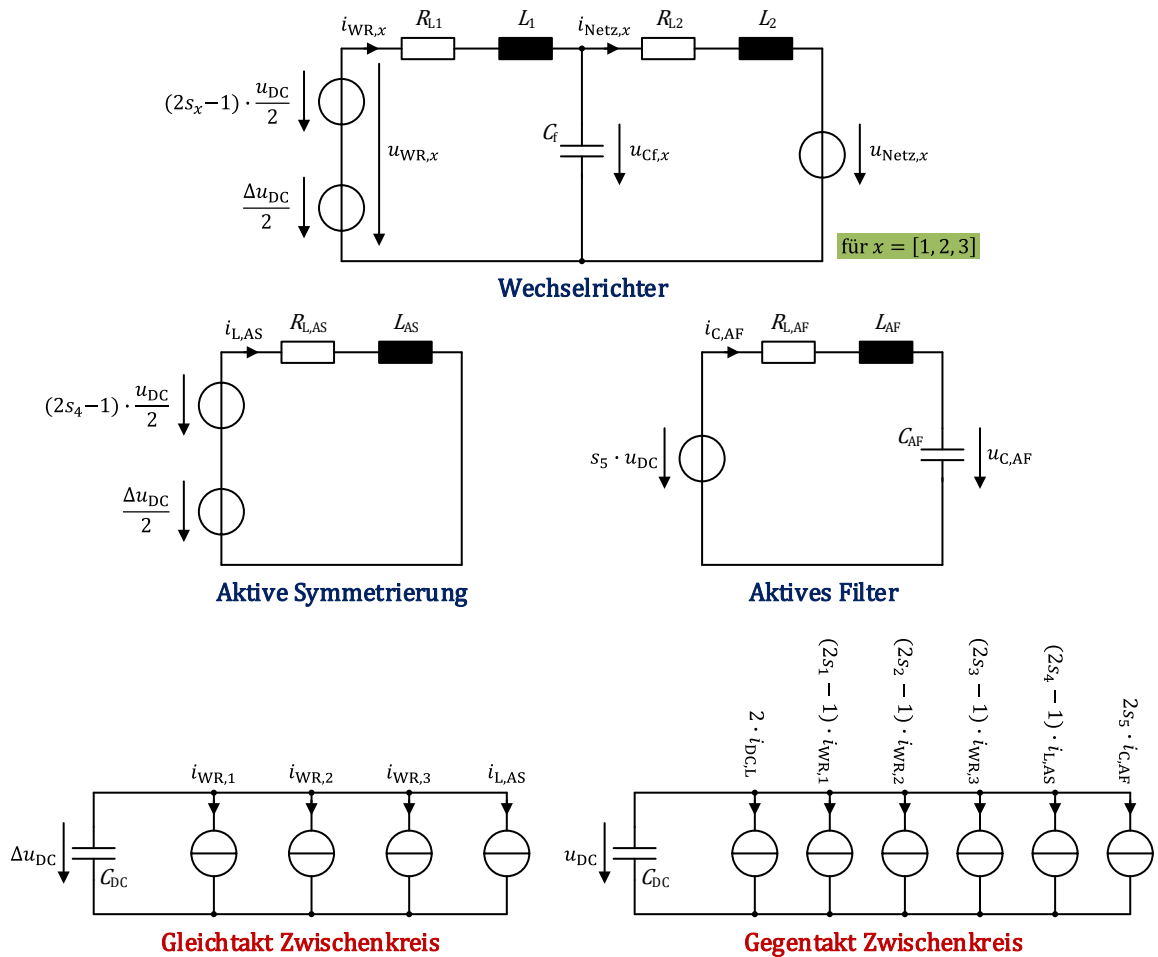 i_WR,x R_L1 L_1 i_Netz,x R_L2 L_2
(2s_x−1) · u_DC/2
u_WR,x
C_f u_Cf,x
u_Netz,x
Δu_DC/2
für x = [1, 2, 3]
Wechselrichter
i_L,AS R_L,AS L_AS
(2s_4−1) · u_DC/2
Δu_DC/2
Aktive Symmetrierung
i_C,AF R_L,AF L_AF
s_5 · u_DC
C_AF u_C,AF
Aktives Filter
i_WR,1 i_WR,2 i_WR,3 i_L,AS
Δu_DC
C_DC
Gleichtakt Zwischenkreis
2 · i_DC,L
(2s_1 − 1) · i_WR,1
(2s_2 − 1) · i_WR,2
(2s_3 − 1) · i_WR,3
(2s_4 − 1) · i_L,AS
2s_5 · i_C,AF
u_DC
C_DC
Gegentakt Zwischenkreis